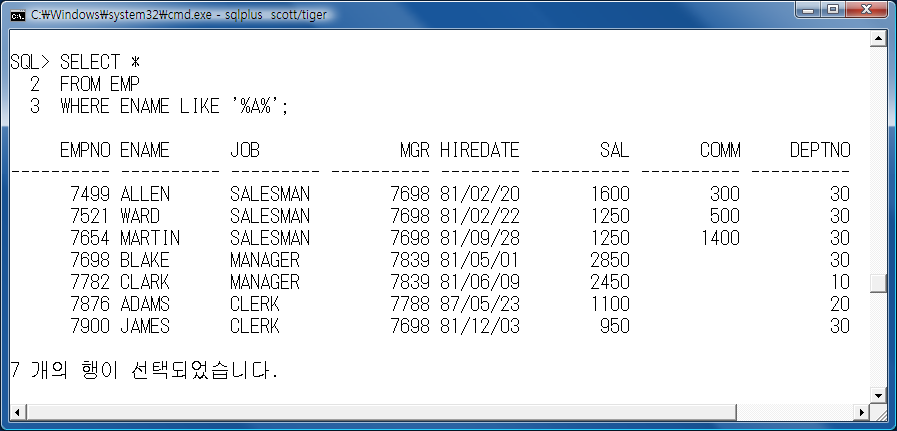 C:₩Windows₩system32₩cmd.exe - sqlplus  scott/tiger
SQL> SELECT *
  2  FROM EMP
  3  WHERE ENAME LIKE '%A%';
     EMPNO ENAME      JOB              MGR HIREDATE        SAL       COMM     DEPTNO
---------- ---------- --------- ---------- -------- ---------- ---------- ----------
      7499 ALLEN      SALESMAN        7698 81/02/20       1600        300         30
      7521 WARD       SALESMAN        7698 81/02/22       1250        500         30
      7654 MARTIN     SALESMAN        7698 81/09/28       1250       1400         30
      7698 BLAKE      MANAGER         7839 81/05/01       2850                    30
      7782 CLARK      MANAGER         7839 81/06/09       2450                    10
      7876 ADAMS      CLERK           7788 87/05/23       1100                    20
      7900 JAMES      CLERK           7698 81/12/03        950                    30
7 개의 행이 선택되었습니다.